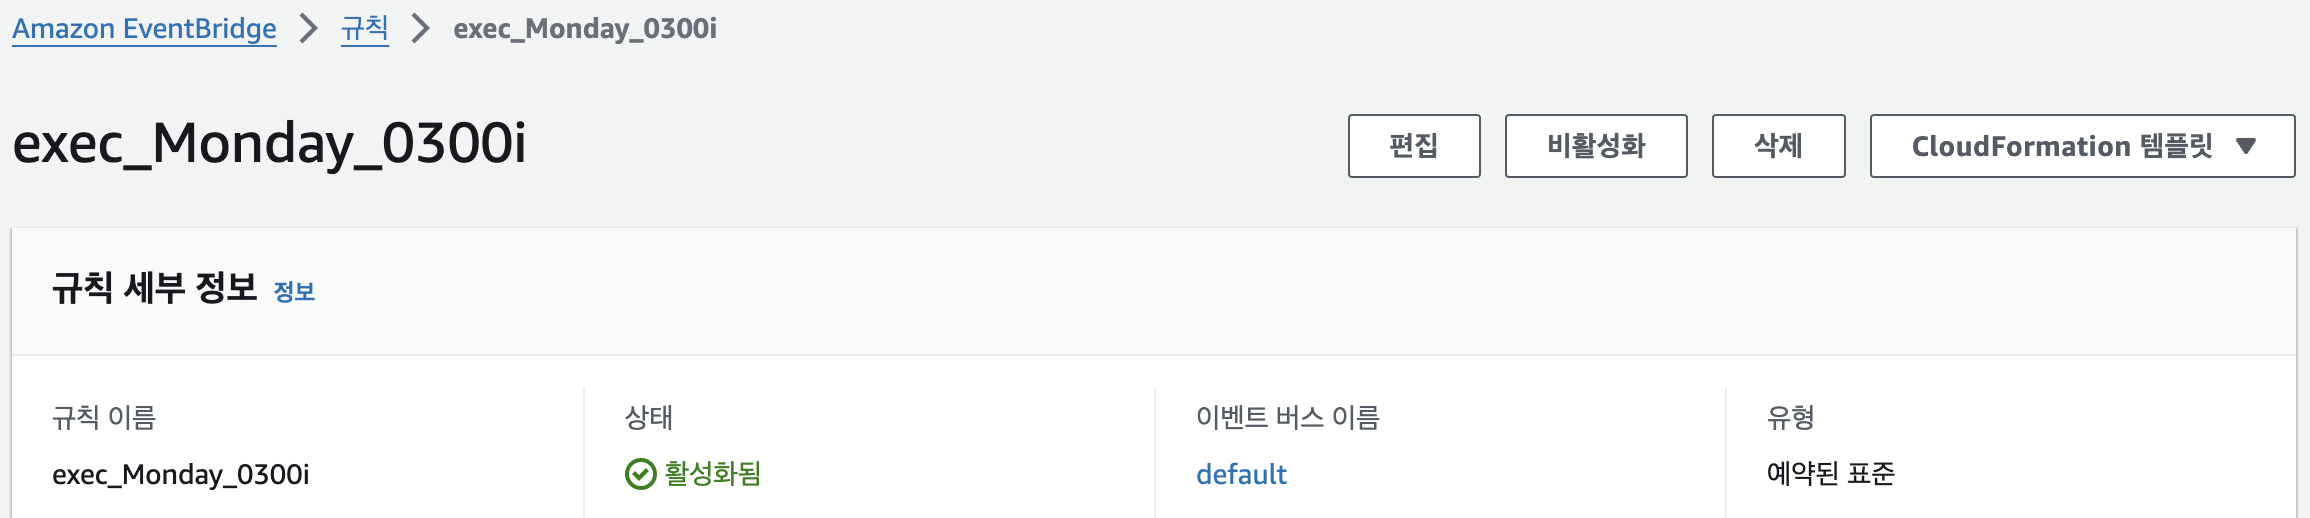 Amazon EventBridge > 규칙 > exec_Monday_0300i
exec_Monday_0300i 편집 비활성화 삭제 CloudFormation 템플릿
규칙 세부 정보 정보
규칙 이름 상태 이벤트 버스 이름 유형
exec_Monday_0300i 활성화됨 default 예약된 표준